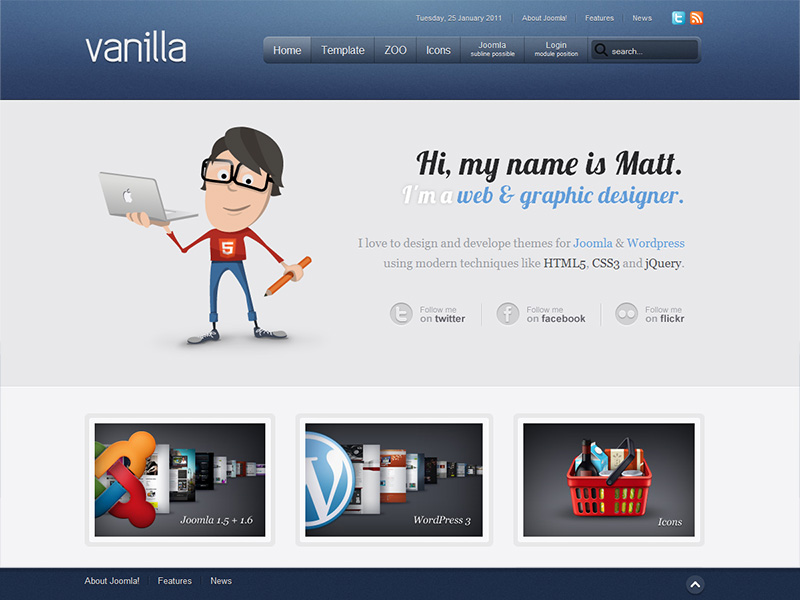 Tuesday, 25 January 2011 About Joomla! Features News
vanilla
Home Template ZOO Icons Joomla Login search...
subline possible module position
Hi, my name is Matt.
I'm a web & graphic designer.
I love to design and develope themes for Joomla & Wordpress
using modern techniques like HTML5, CSS3 and jQuery.
Follow me Follow me Follow me
on twitter on facebook on flickr
Joomla 1.5 + 1.6 WordPress 3 Icons
About Joomla! Features News